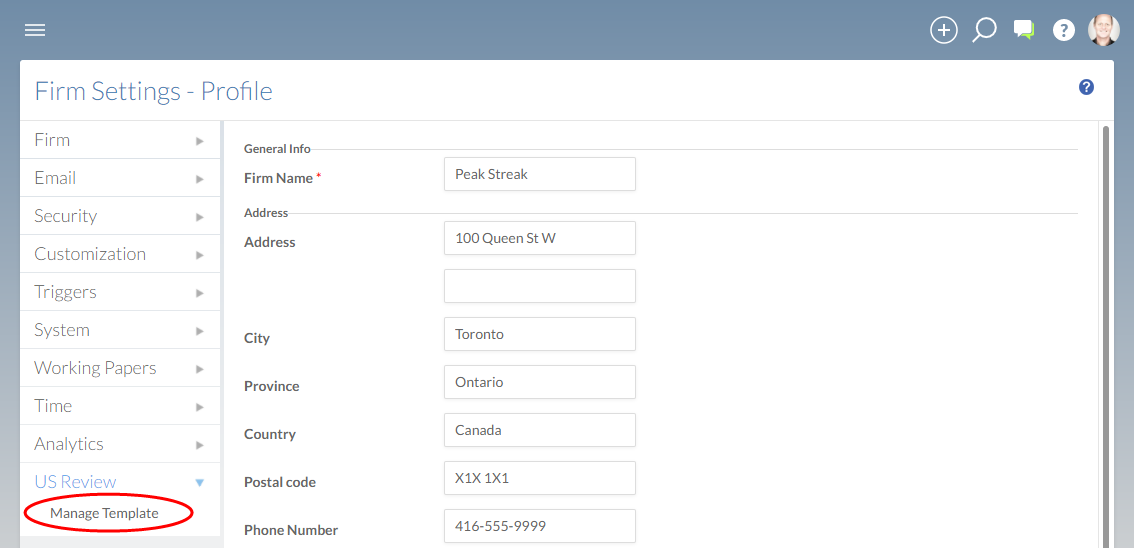 Firm Settings - Profile
Firm
Email
Security
Customization
Triggers
System
Working Papers
Time
Analytics
US Review
Manage Template
General Info
Firm Name * Peak Streak
Address
Address 100 Queen St W
City Toronto
Province Ontario
Country Canada
Postal code X1X 1X1
Phone Number 416-555-9999